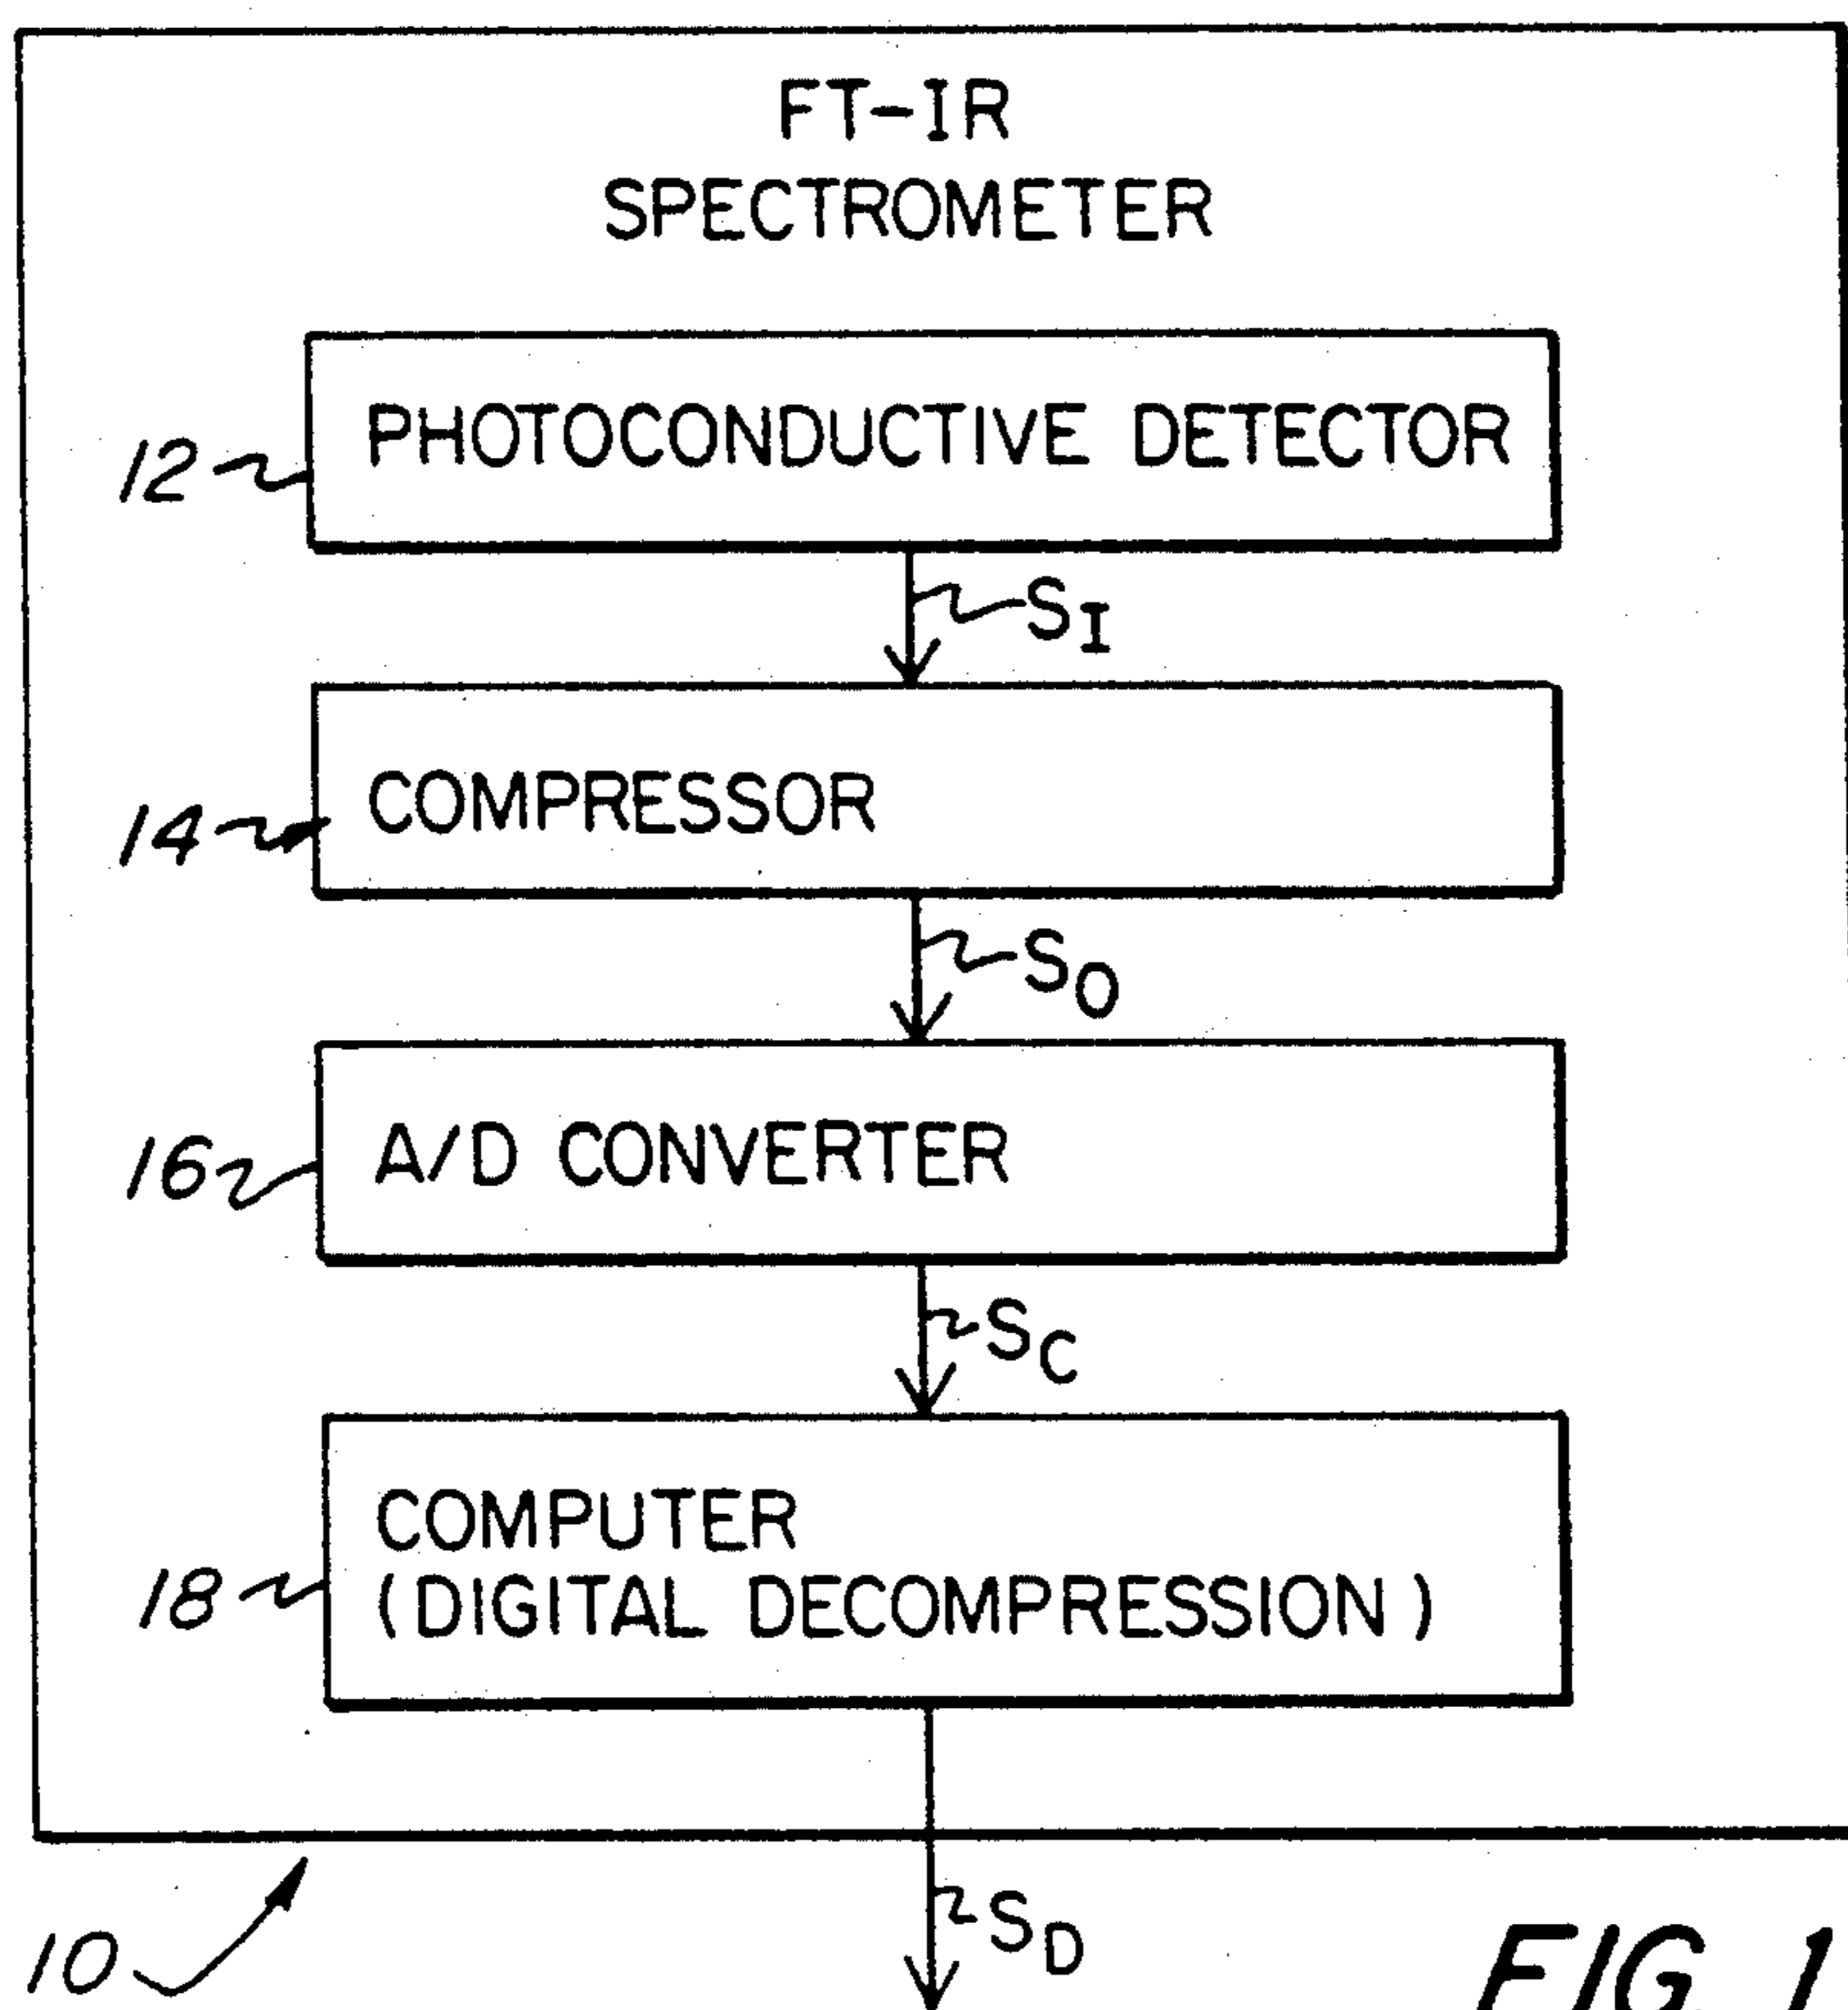 FT-IR
SPECTROMETER
12
PHOTOCONDUCTIVE DETECTOR
SI
14
COMPRESSOR
SO
16
A/D CONVERTER
SC
COMPUTER
18
(DIGITAL DECOMPRESSION)
10
SD
FIG. 1